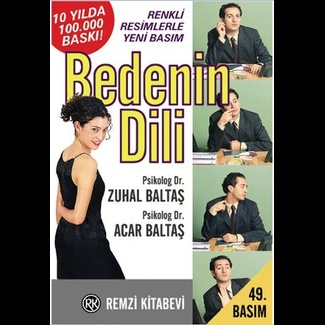 10 YILDA
100.000
BASKI!
RENKLİ
RESİMLERLE
YENİ BASIM
Bedenin
Dili
Psikolog Dr.
ZUHAL BALTAŞ
Psikolog Dr.
ACAR BALTAŞ
49.
BASIM
RK REMZİ KİTABEVİ